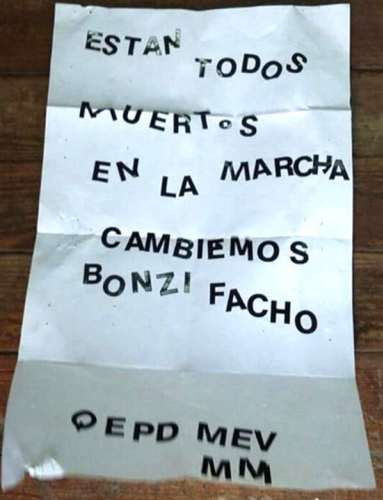 ESTAN TODOS
MUERToS
EN LA MARCHA
CAMBIEMOS
BONZI FACHO
QEPD MEV
MM